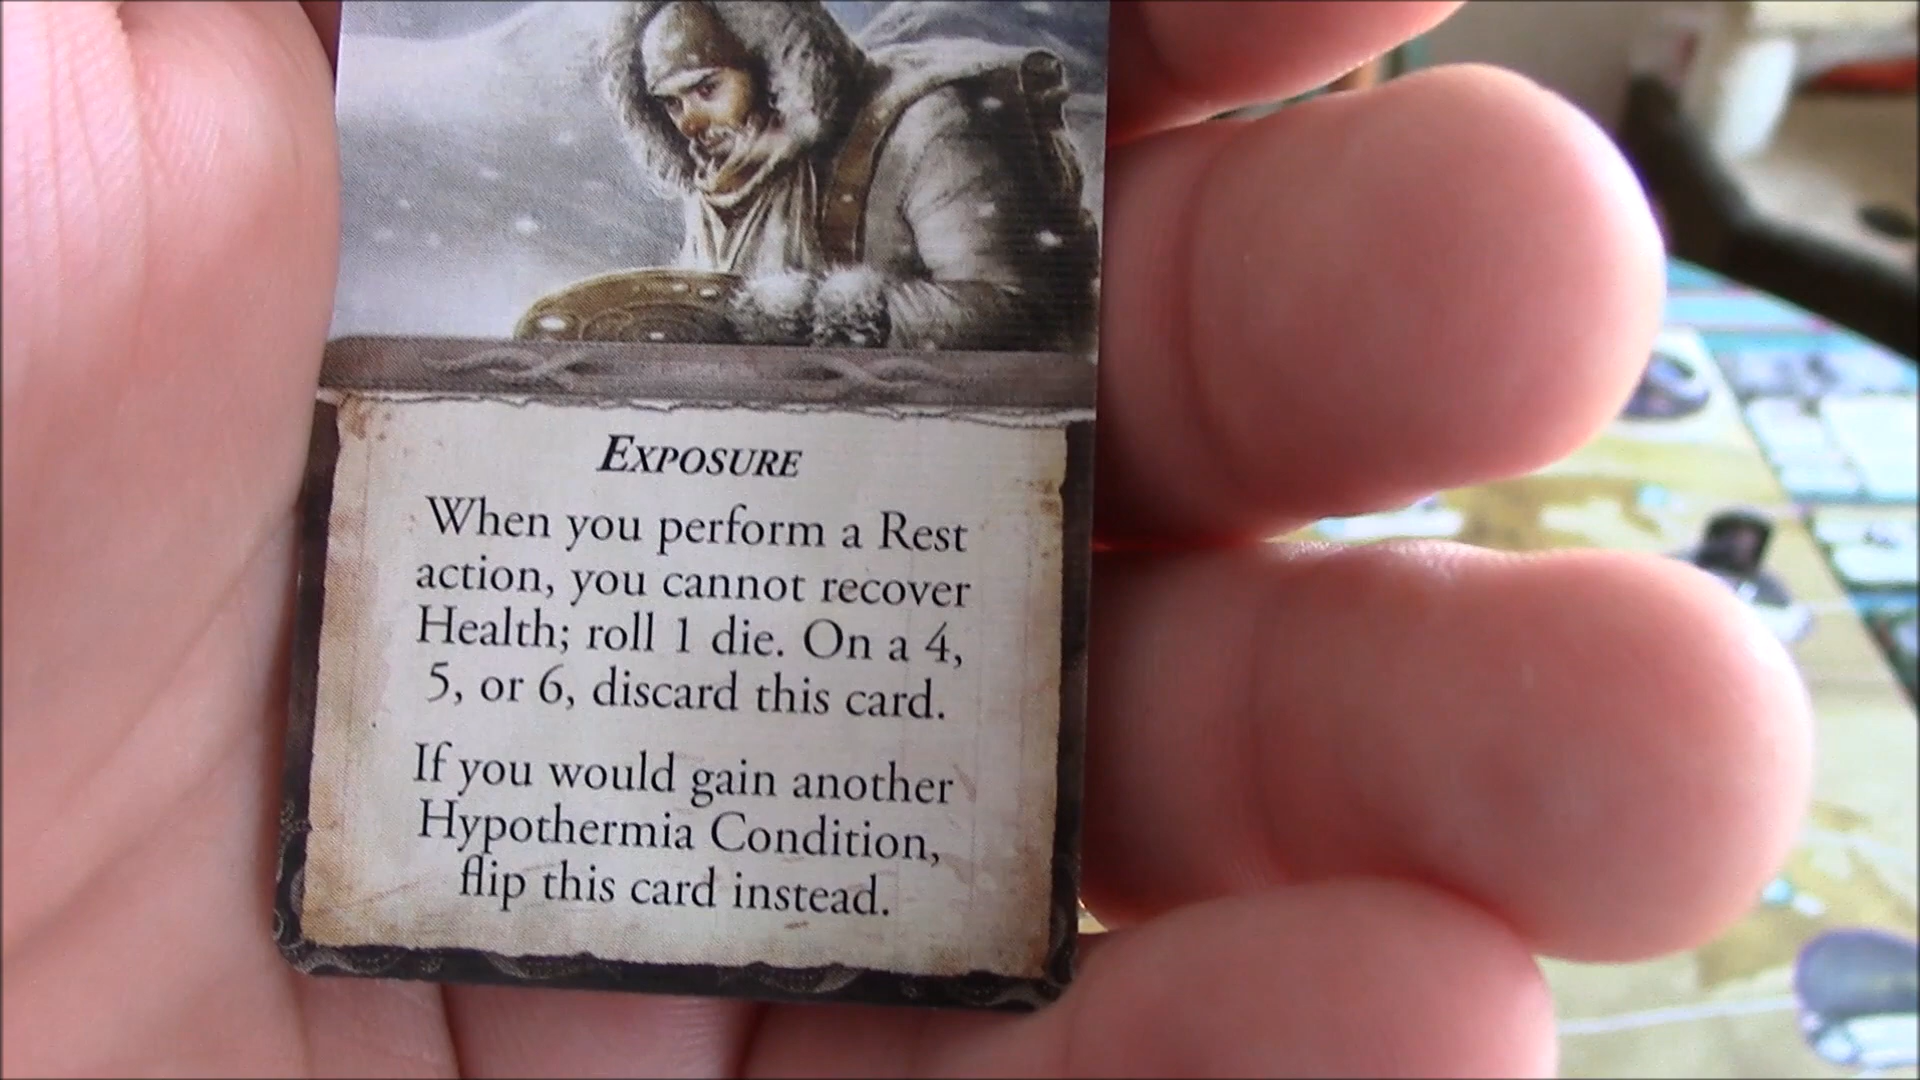 EXPOSURE
When you perform a Rest
action, you cannot recover
Health; roll 1 die. On a 4,
5, or 6, discard this card.
If you would gain another
Hypothermia Condition,
flip this card instead.